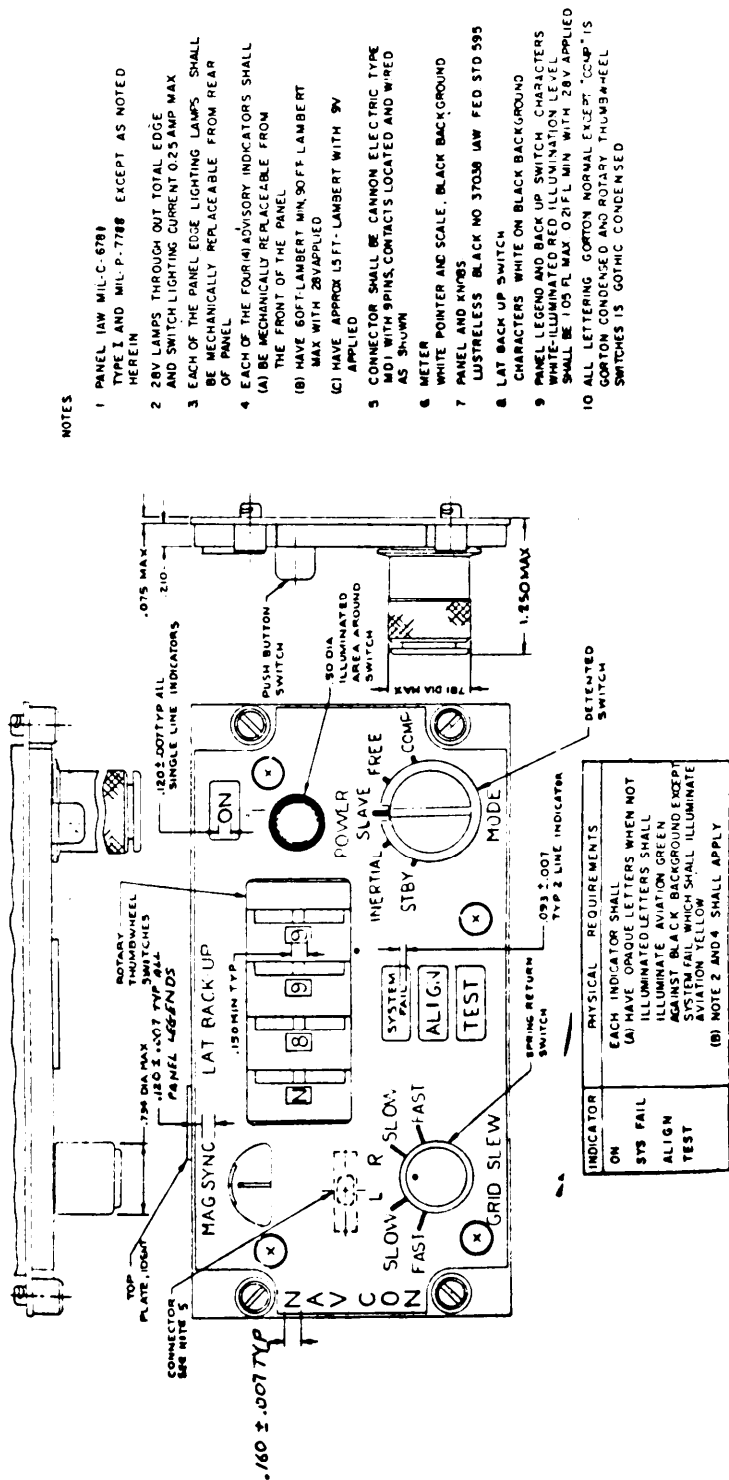 NOTES
1 PANEL IAW MIL-C-6781
TYPE I AND MIL-P-7788 EXCEPT AS NOTED
HEREIN
2 28V LAMPS THROUGH OUT TOTAL EDGE
AND SWITCH LIGHTING CURRENT 0.25 AMP MAX
3 EACH OF THE PANEL EDGE LIGHTING LAMPS SHALL
BE MECHANICALLY REPLACEABLE FROM REAR
OF PANEL
4 EACH OF THE FOUR(4) ADVISORY INDICATORS SHALL
(A) BE MECHANICALLY REPLACEABLE FROM
THE FRONT OF THE PANEL
(B) HAVE 60FT-LAMBERT MIN, 90 FT LAMBERT
MAX WITH 28V APPLIED
(C) HAVE APPROX 15 FT-LAMBERT WITH 9V
APPLIED
5 CONNECTOR SHALL BE CANNON ELECTRIC TYPE
MD1 WITH 9PINS, CONTACTS LOCATED AND WIRED
AS SHOWN
6 METER
WHITE POINTER AND SCALE, BLACK BACKGROUND
7 PANEL AND KNOBS
LUSTRELESS BLACK NO 37038 IAW FED STD 595
8 LAT BACK UP SWITCH
CHARACTERS WHITE ON BLACK BACKGROUND
9 PANEL LEGEND AND BACK UP SWITCH CHARACTERS
WHITE-ILLUMINATED RED ILLUMINATION LEVEL
SHALL BE 1 05 FL MAX 0 21 FL MIN WITH 28V APPLIED
10 ALL LETTERING GORTON NORMAL EXCEPT "COMP" IS
GORTON CONDENSED AND ROTARY THUMBWHEEL
SWITCHES IS GOTHIC CONDENSED
.075 MAX
.210
PUSH BUTTON
SWITCH
.50 DIA
ILLUMINATED
AREA AROUND
SWITCH
.781 DIA MAX
1.250 MAX
DETENTED
SWITCH
.120 ±.007 TYP ALL
SINGLE LINE INDICATORS
ROTARY
THUMBWHEEL
SWITCHES
.734 DIA MAX
.120 ± .007 TYP ALL
PANEL LEGENDS
TOP
PLATE, IDENT
CONNECTOR
SEE NOTE 5
.160 ± .007 TYP
NAV CON
MAG SYNC
LAT BACK UP
.150 MIN TYP
N 8 9 9
ON
POWER
INERTIAL
SLAVE
FREE
STBY
COMP
MODE
SYSTEM
FAIL
ALIGN
TEST
L R
SLOW SLOW
FAST FAST
GRID SLEW
.093 ± .007
TYP 2 LINE INDICATOR
SPRING RETURN
SWITCH
INDICATOR PHYSICAL REQUIREMENTS
ON
SYS FAIL
ALIGN
TEST
EACH INDICATOR SHALL
(A) HAVE OPAQUE LETTERS WHEN NOT
ILLUMINATED LETTERS SHALL
ILLUMINATE AVIATION GREEN
AGAINST BLACK BACKGROUND EXCEPT
SYSTEM FAIL WHICH SHALL ILLUMINATE
AVIATION YELLOW
(B) NOTE 2 AND 4 SHALL APPLY